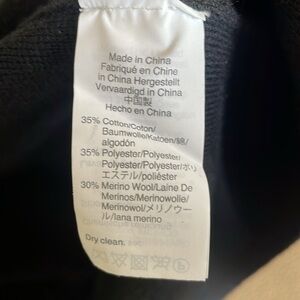 Made in China
Fabriqué en Chine
in China Hergestellt
Vervaardigd in China
中国製
Hecho en China
35% Cotton/Coton/
Baumwolle/Katoen/綿/
algodón
35% Polyester/Polyester/
Polyester/Polyester/ポリ
エステル/poliéster
30% Merino Wool/Laine De
Merinos/Merinowolle/
Merinowol/メリノウー
ル/lana merino
Dry clean.